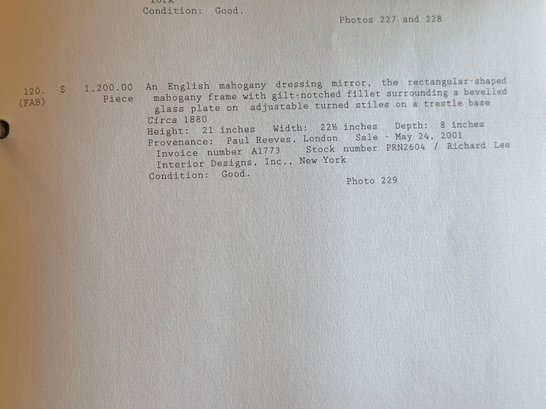 York
Condition: Good.
Photos 227 and 228
120. $ 1,200.00 An English mahogany dressing mirror, the rectangular-shaped
(FAB) Piece mahogany frame with gilt-notched fillet surrounding a bevelled
glass plate on adjustable turned stiles on a trestle base
Circa 1880
Height: 21 inches Width: 22½ inches Depth: 8 inches
Provenance: Paul Reeves, London Sale - May 24, 2001
Invoice number A1773 Stock number PRN2604 / Richard Lee
Interior Designs, Inc., New York
Condition: Good.
Photo 229